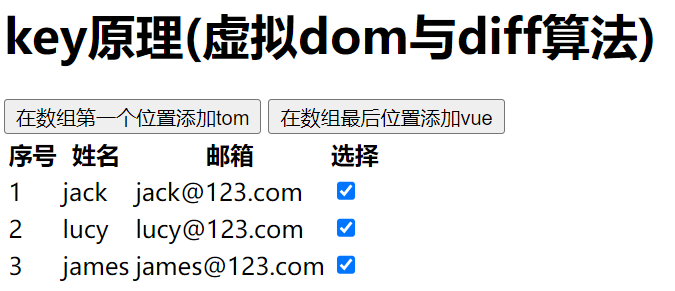 key原理(虚拟dom与diff算法)
在数组第一个位置添加tom 在数组最后位置添加vue
序号 姓名 邮箱 选择
1 jack jack@123.com
2 lucy lucy@123.com
3 james james@123.com